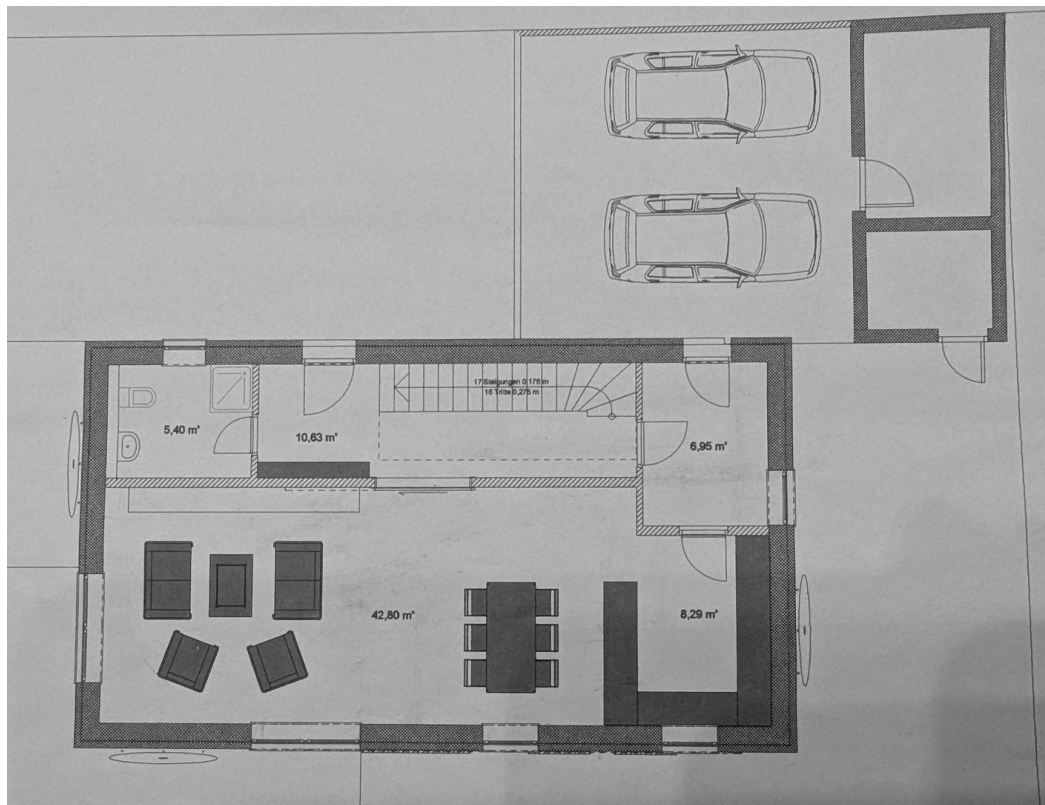 17 Steigungen 0,176 m
16 Tritte 0,275 m
5,40 m²
10,63 m²
6,95 m²
42,80 m²
8,29 m²